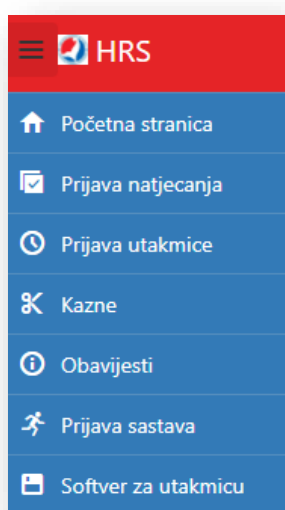 HRS
Početna stranica
Prijava natjecanja
Prijava utakmice
Kazne
Obavijesti
Prijava sastava
Softver za utakmicu